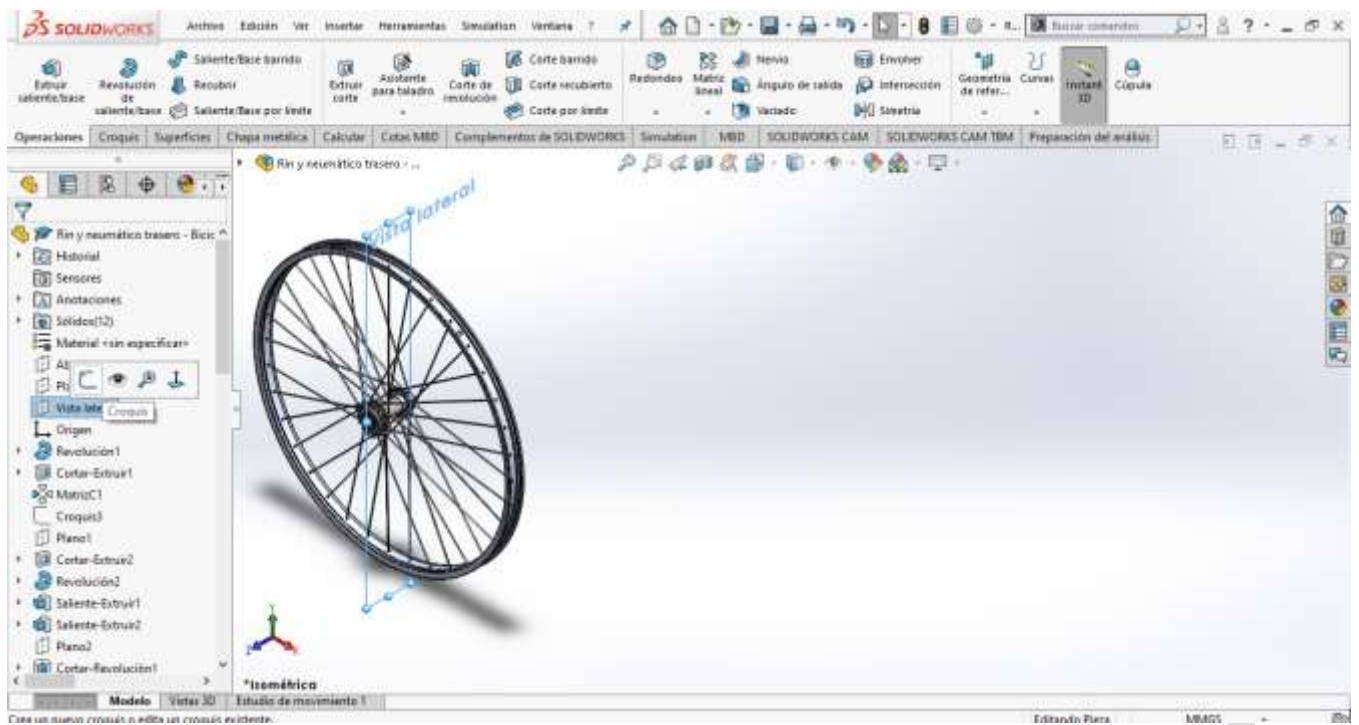 SOLIDWORKS
Archivo Edición Ver Insertar Herramientas Simulation Ventana ?
Buscar comandos
Extruir saliente/base
Revolución de saliente/base
Saliente/Base barrido
Recubrir
Saliente/Base por límite
Extruir corte
Asistente para taladro
Corte de revolución
Corte barrido
Corte recubierto
Corte por límite
Redondeo
Matriz lineal
Nervio
Ángulo de salida
Vaciado
Envolver
Intersección
Simetría
Geometría de refer...
Curvas
Instant 3D
Cúpula
Operaciones Croquis Superficies Chapa metálica Calcular Cotas MBD Complementos de SOLIDWORKS Simulation MBD SOLIDWORKS CAM SOLIDWORKS CAM TBM Preparación del análisis
Rin y neumático trasero - ...
Vista lateral
Rin y neumático trasero - Bicic
Historial
Sensores
Anotaciones
Sólidos(12)
Material <sin especificar>
Al
Pl
Vista late
Croquis
Origen
Revolución1
Cortar-Extruir1
MatrizC1
Croquis3
Plano1
Cortar-Extruir2
Revolución2
Saliente-Extruir1
Saliente-Extruir2
Plano2
Cortar-Revolución1
Y
*Isométrica
Modelo Vistas 3D Estudio de movimiento 1
Crea un nuevo croquis o edita un croquis existente.
Editando Pieza MMGS